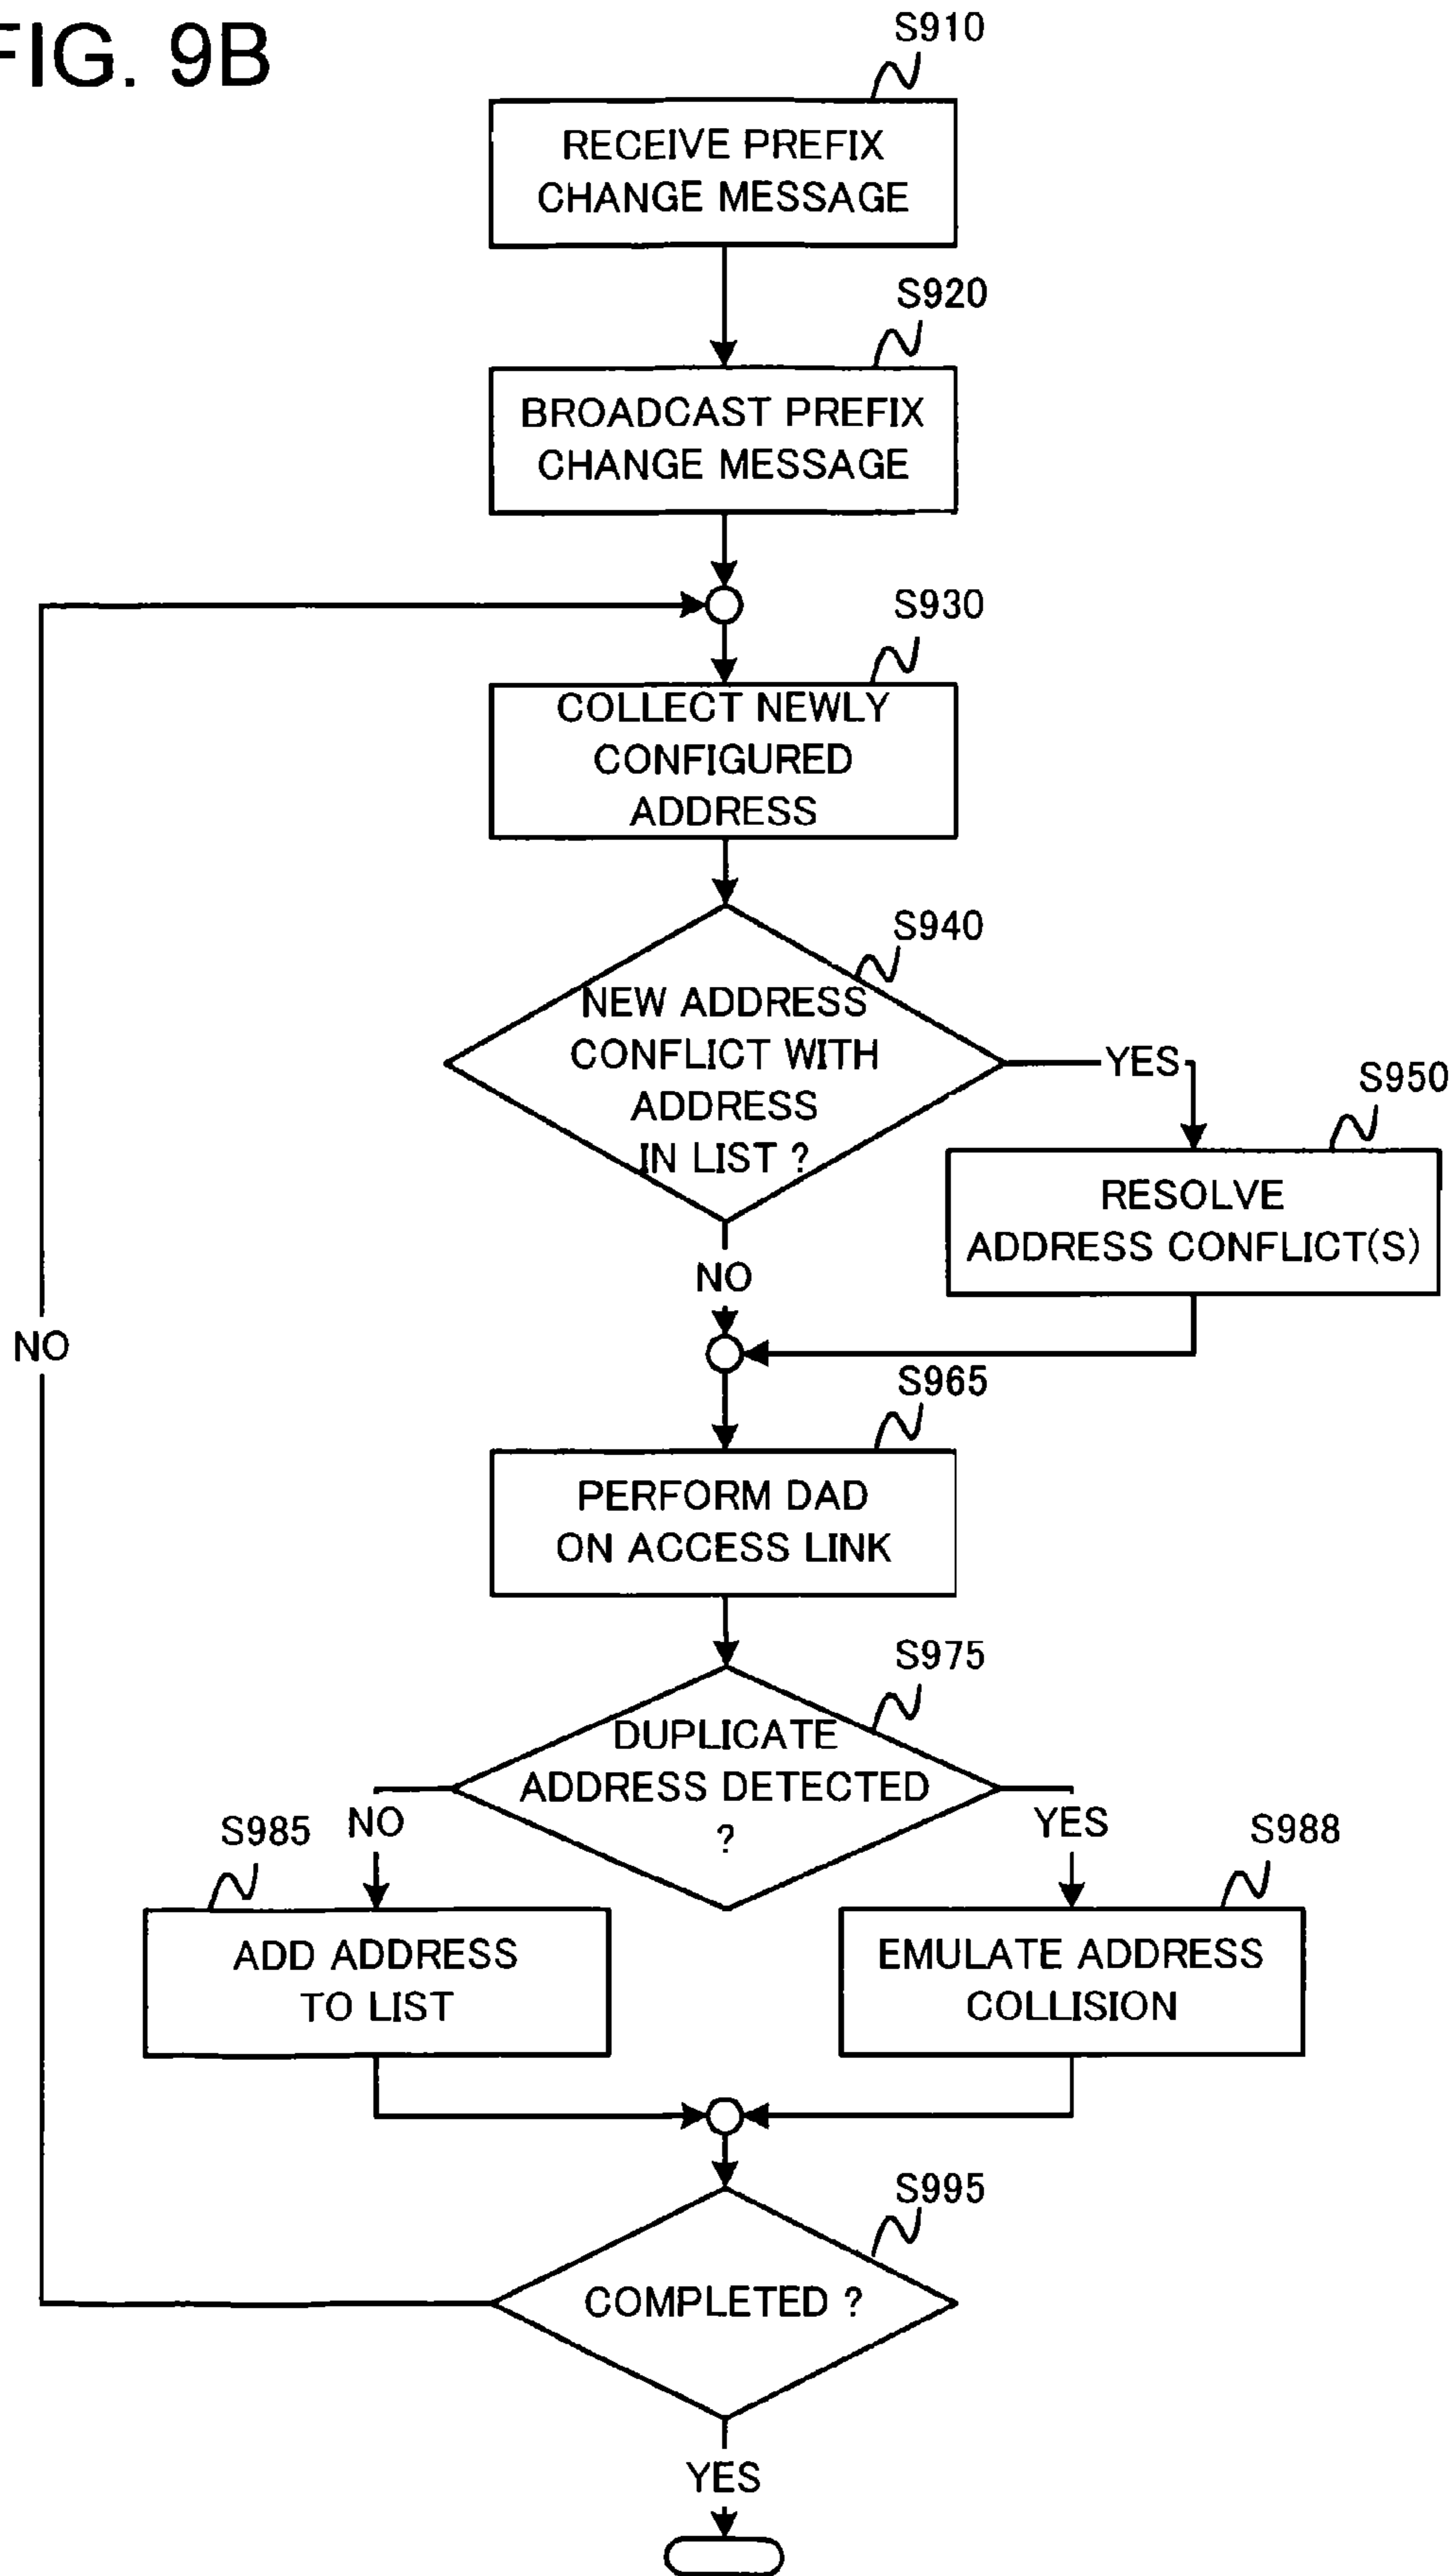 FIG. 9B
S910
RECEIVE PREFIX
CHANGE MESSAGE
S920
BROADCAST PREFIX
CHANGE MESSAGE
S930
COLLECT NEWLY
CONFIGURED
ADDRESS
S940
NEW ADDRESS
CONFLICT WITH
ADDRESS
IN LIST ?
YES
S950
RESOLVE
ADDRESS CONFLICT(S)
NO
NO
S965
PERFORM DAD
ON ACCESS LINK
S975
DUPLICATE
ADDRESS DETECTED
?
NO
YES
S985
S988
ADD ADDRESS
TO LIST
EMULATE ADDRESS
COLLISION
S995
COMPLETED ?
YES